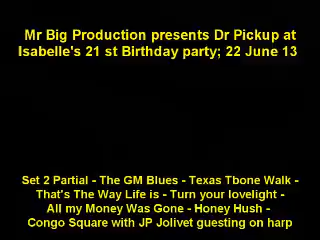 Mr Big Production presents Dr Pickup at
Isabelle's 21 st Birthday party; 22 June 13
Set 2 Partial - The GM Blues - Texas Tbone Walk -
That's The Way Life is - Turn your lovelight -
All my Money Was Gone - Honey Hush -
Congo Square with JP Jolivet guesting on harp